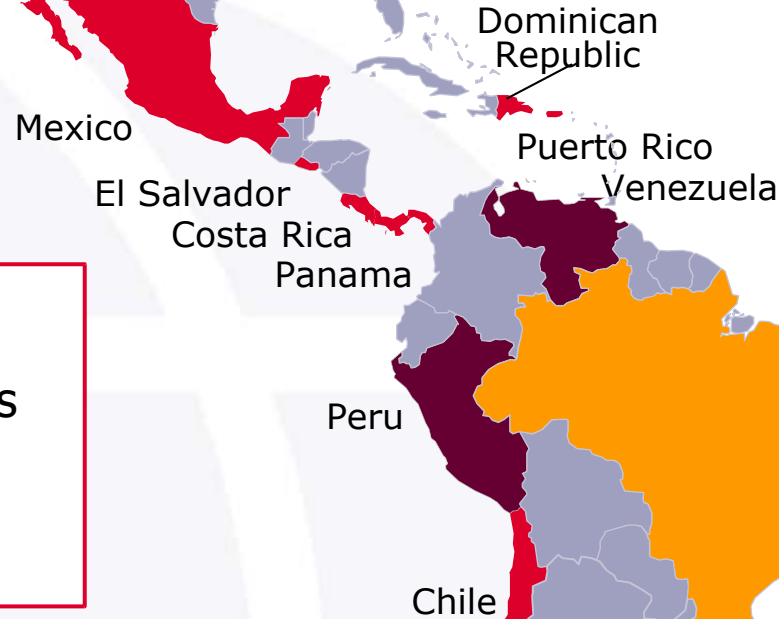 Dominican
Republic
Mexico
Puerto Rico
Venezuela
El Salvador
Costa Rica
Panama
s
Peru
Chile